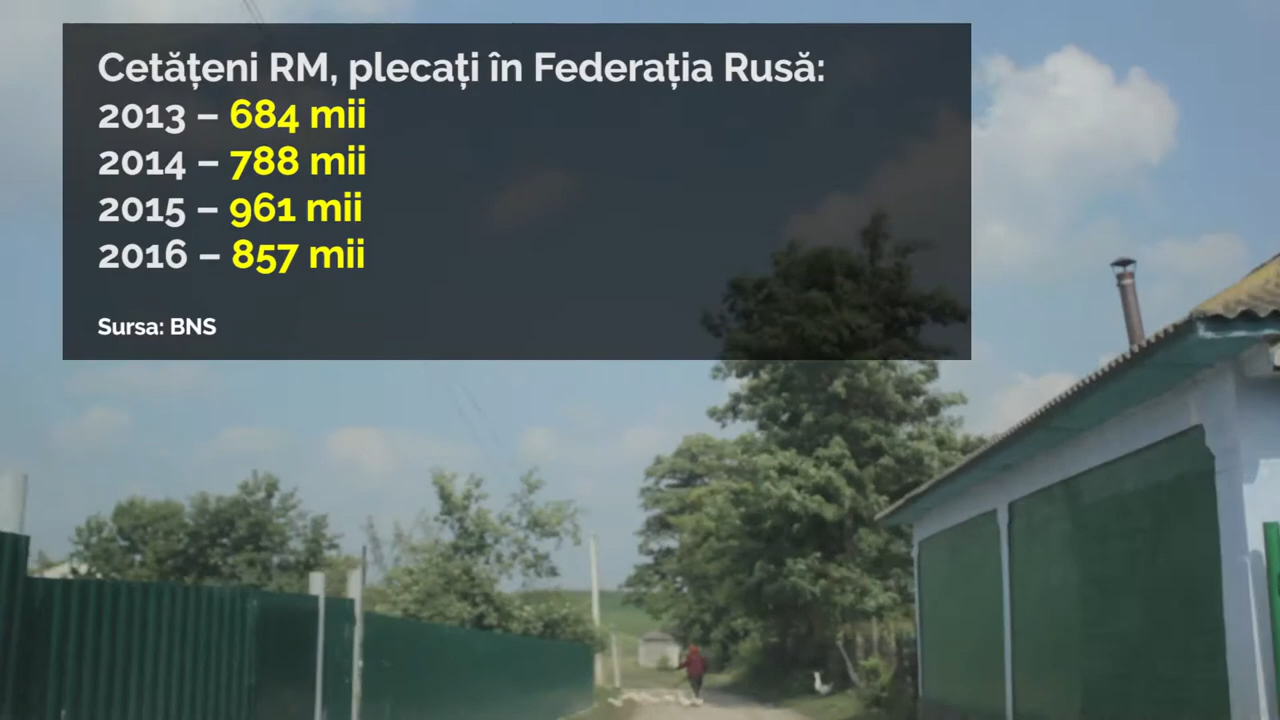 Cetățeni RM, plecați în Federația Rusă:
2013 – 684 mii
2014 – 788 mii
2015 – 961 mii
2016 – 857 mii
Sursa: BNS